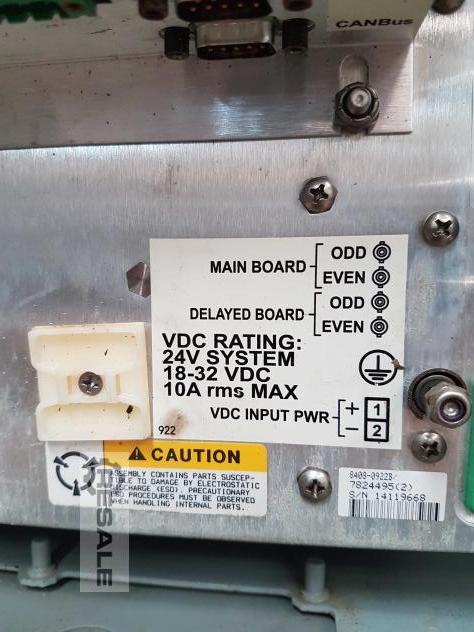 CANBus
MAIN BOARD
ODD
EVEN
DELAYED BOARD
ODD
EVEN
VDC RATING:
24V SYSTEM
18-32 VDC
10A rms MAX
VDC INPUT PWR
+ 1
- 2
922
CAUTION
ASSEMBLY CONTAINS PARTS SUSCEP-
TIBLE TO DAMAGE BY ELECTROSTATIC
DISCHARGE (ESD). PRECAUTIONARY
ESD PROCEDURES MUST BE OBSERVED
WHEN HANDLING INTERNAL PARTS.
8408-0922B/
7824495(2)
S/N 14119668
RESALE